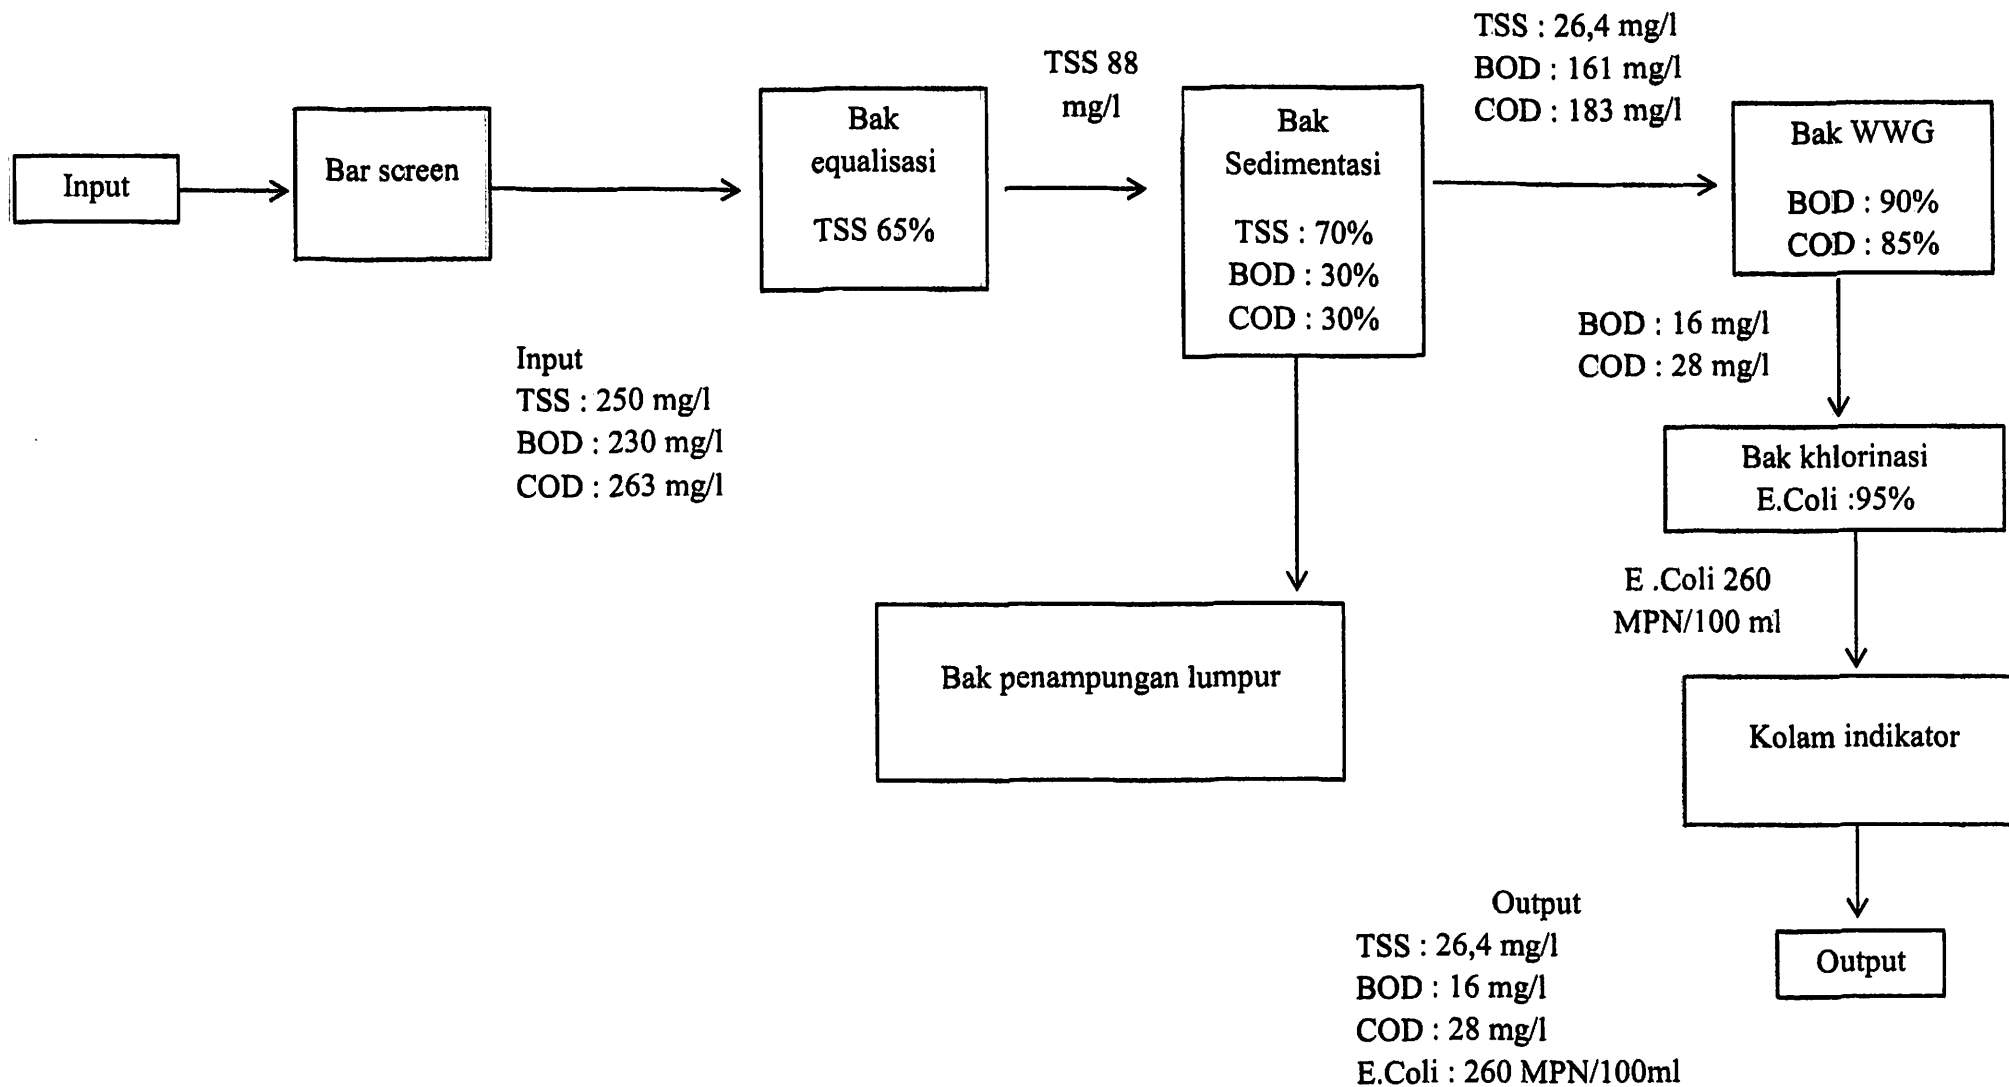 Input
Bar screen
Bak
equalisasi
TSS 65%
TSS 88
mg/l
Bak
Sedimentasi
TSS : 70%
BOD : 30%
COD : 30%
TSS : 26,4 mg/l
BOD : 161 mg/l
COD : 183 mg/l
Bak WWG
BOD : 90%
COD : 85%
Input
TSS : 250 mg/l
BOD : 230 mg/l
COD : 263 mg/l
BOD : 16 mg/l
COD : 28 mg/l
Bak khlorinasi
E.Coli :95%
E .Coli 260
MPN/100 ml
Bak penampungan lumpur
Kolam indikator
Output
TSS : 26,4 mg/l
BOD : 16 mg/l
COD : 28 mg/l
E.Coli : 260 MPN/100ml
Output